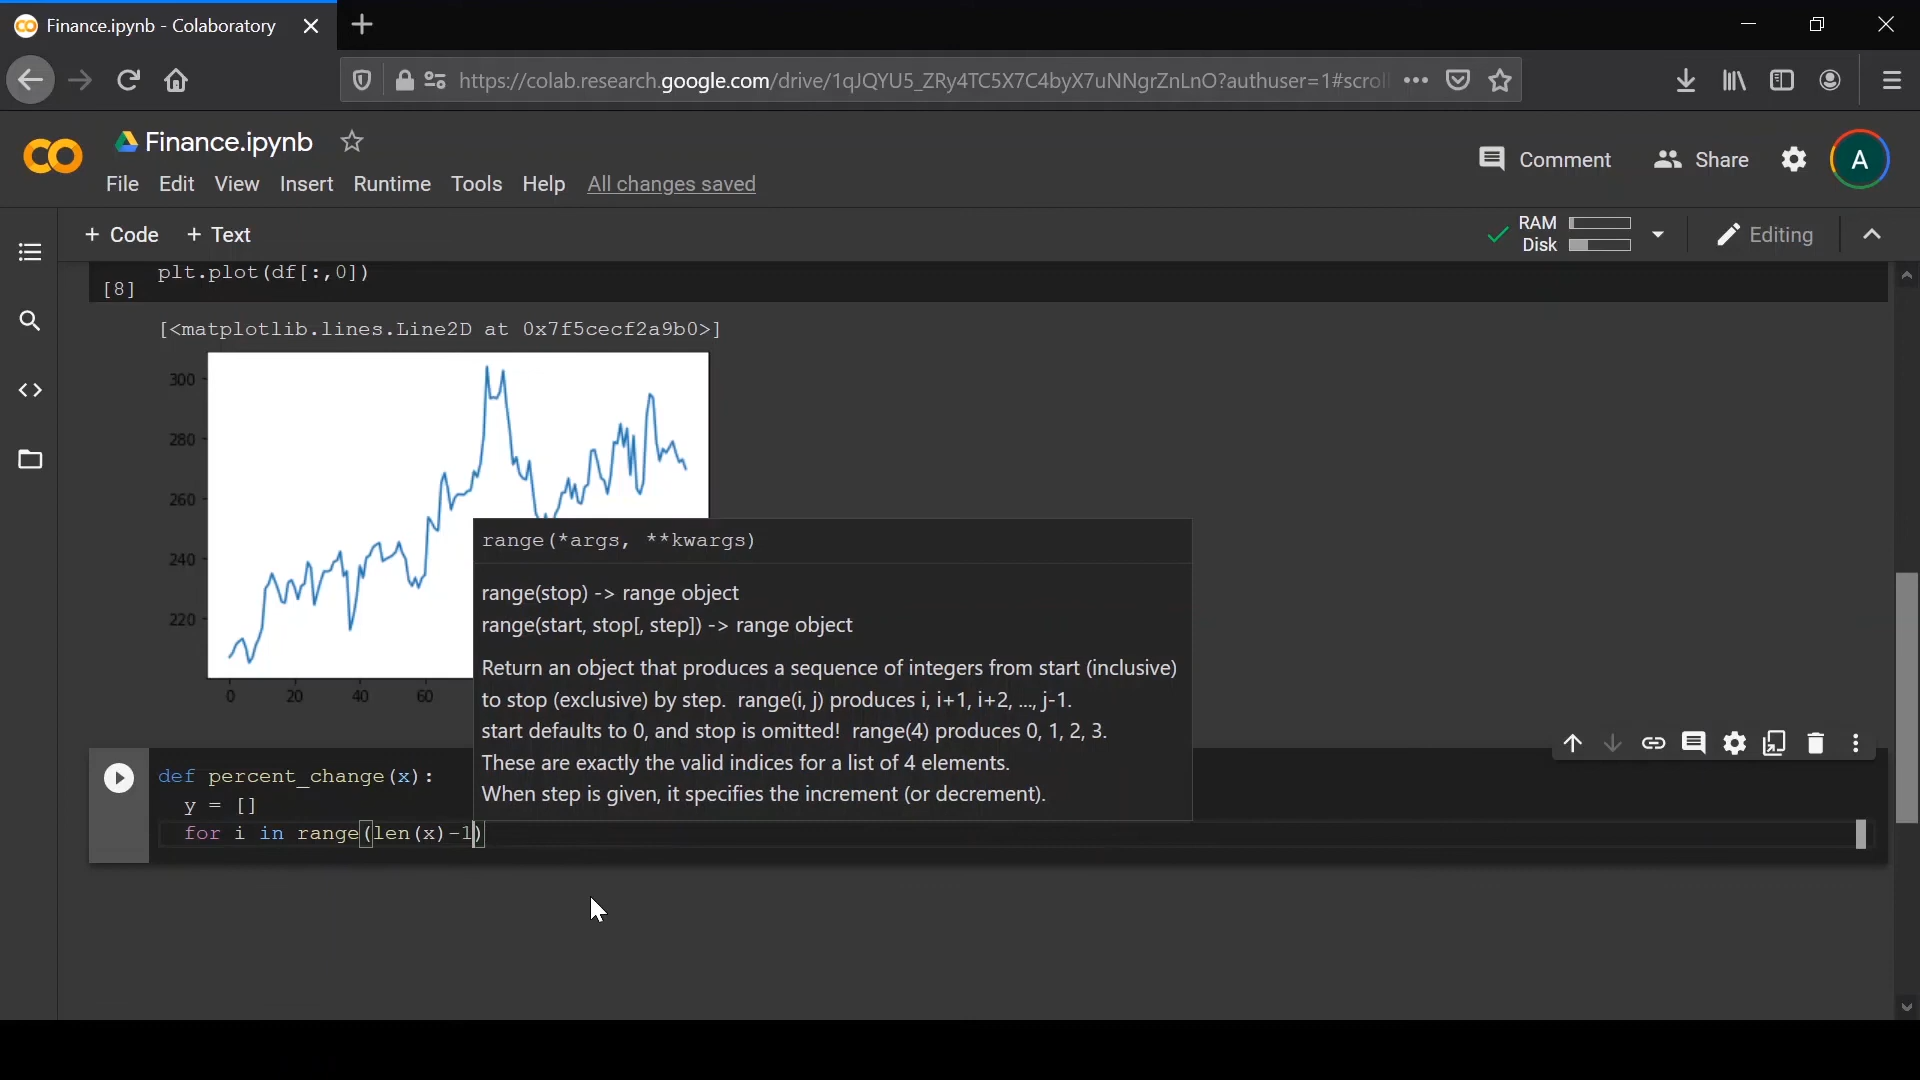 Finance.ipynb - Colaboratory
https://colab.research.google.com/drive/1qJQYU5_ZRy4TC5X7C4byX7uNNgrZnLnO?authuser=1#scroll
Finance.ipynb
Comment
Share
A
File Edit View Insert Runtime Tools Help All changes saved
+ Code + Text
RAM
Disk
Editing
plt.plot(df[:,0])
[8]
[<matplotlib.lines.Line2D at 0x7f5cecf2a9b0>]
300
280
260
240
220
0 20 40 60
range(*args, **kwargs)
range(stop) -> range object
range(start, stop[, step]) -> range object
Return an object that produces a sequence of integers from start (inclusive)
to stop (exclusive) by step. range(i, j) produces i, i+1, i+2, ..., j-1.
start defaults to 0, and stop is omitted! range(4) produces 0, 1, 2, 3.
These are exactly the valid indices for a list of 4 elements.
When step is given, it specifies the increment (or decrement).
def percent_change(x):
y = []
for i in range(len(x)-1)